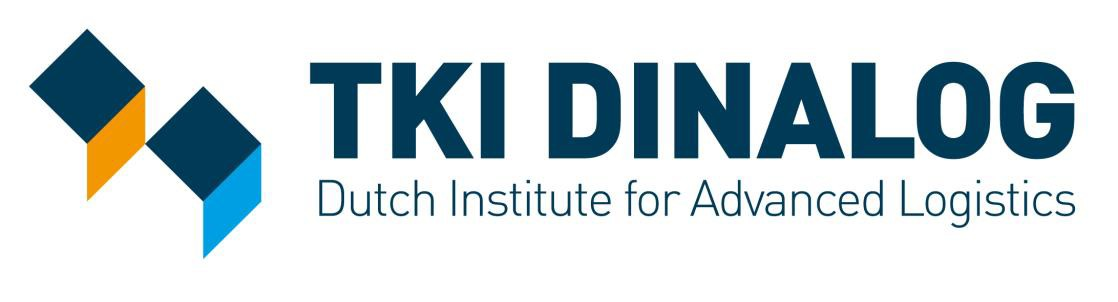 TKI DINALOG
Dutch Institute for Advanced Logistics